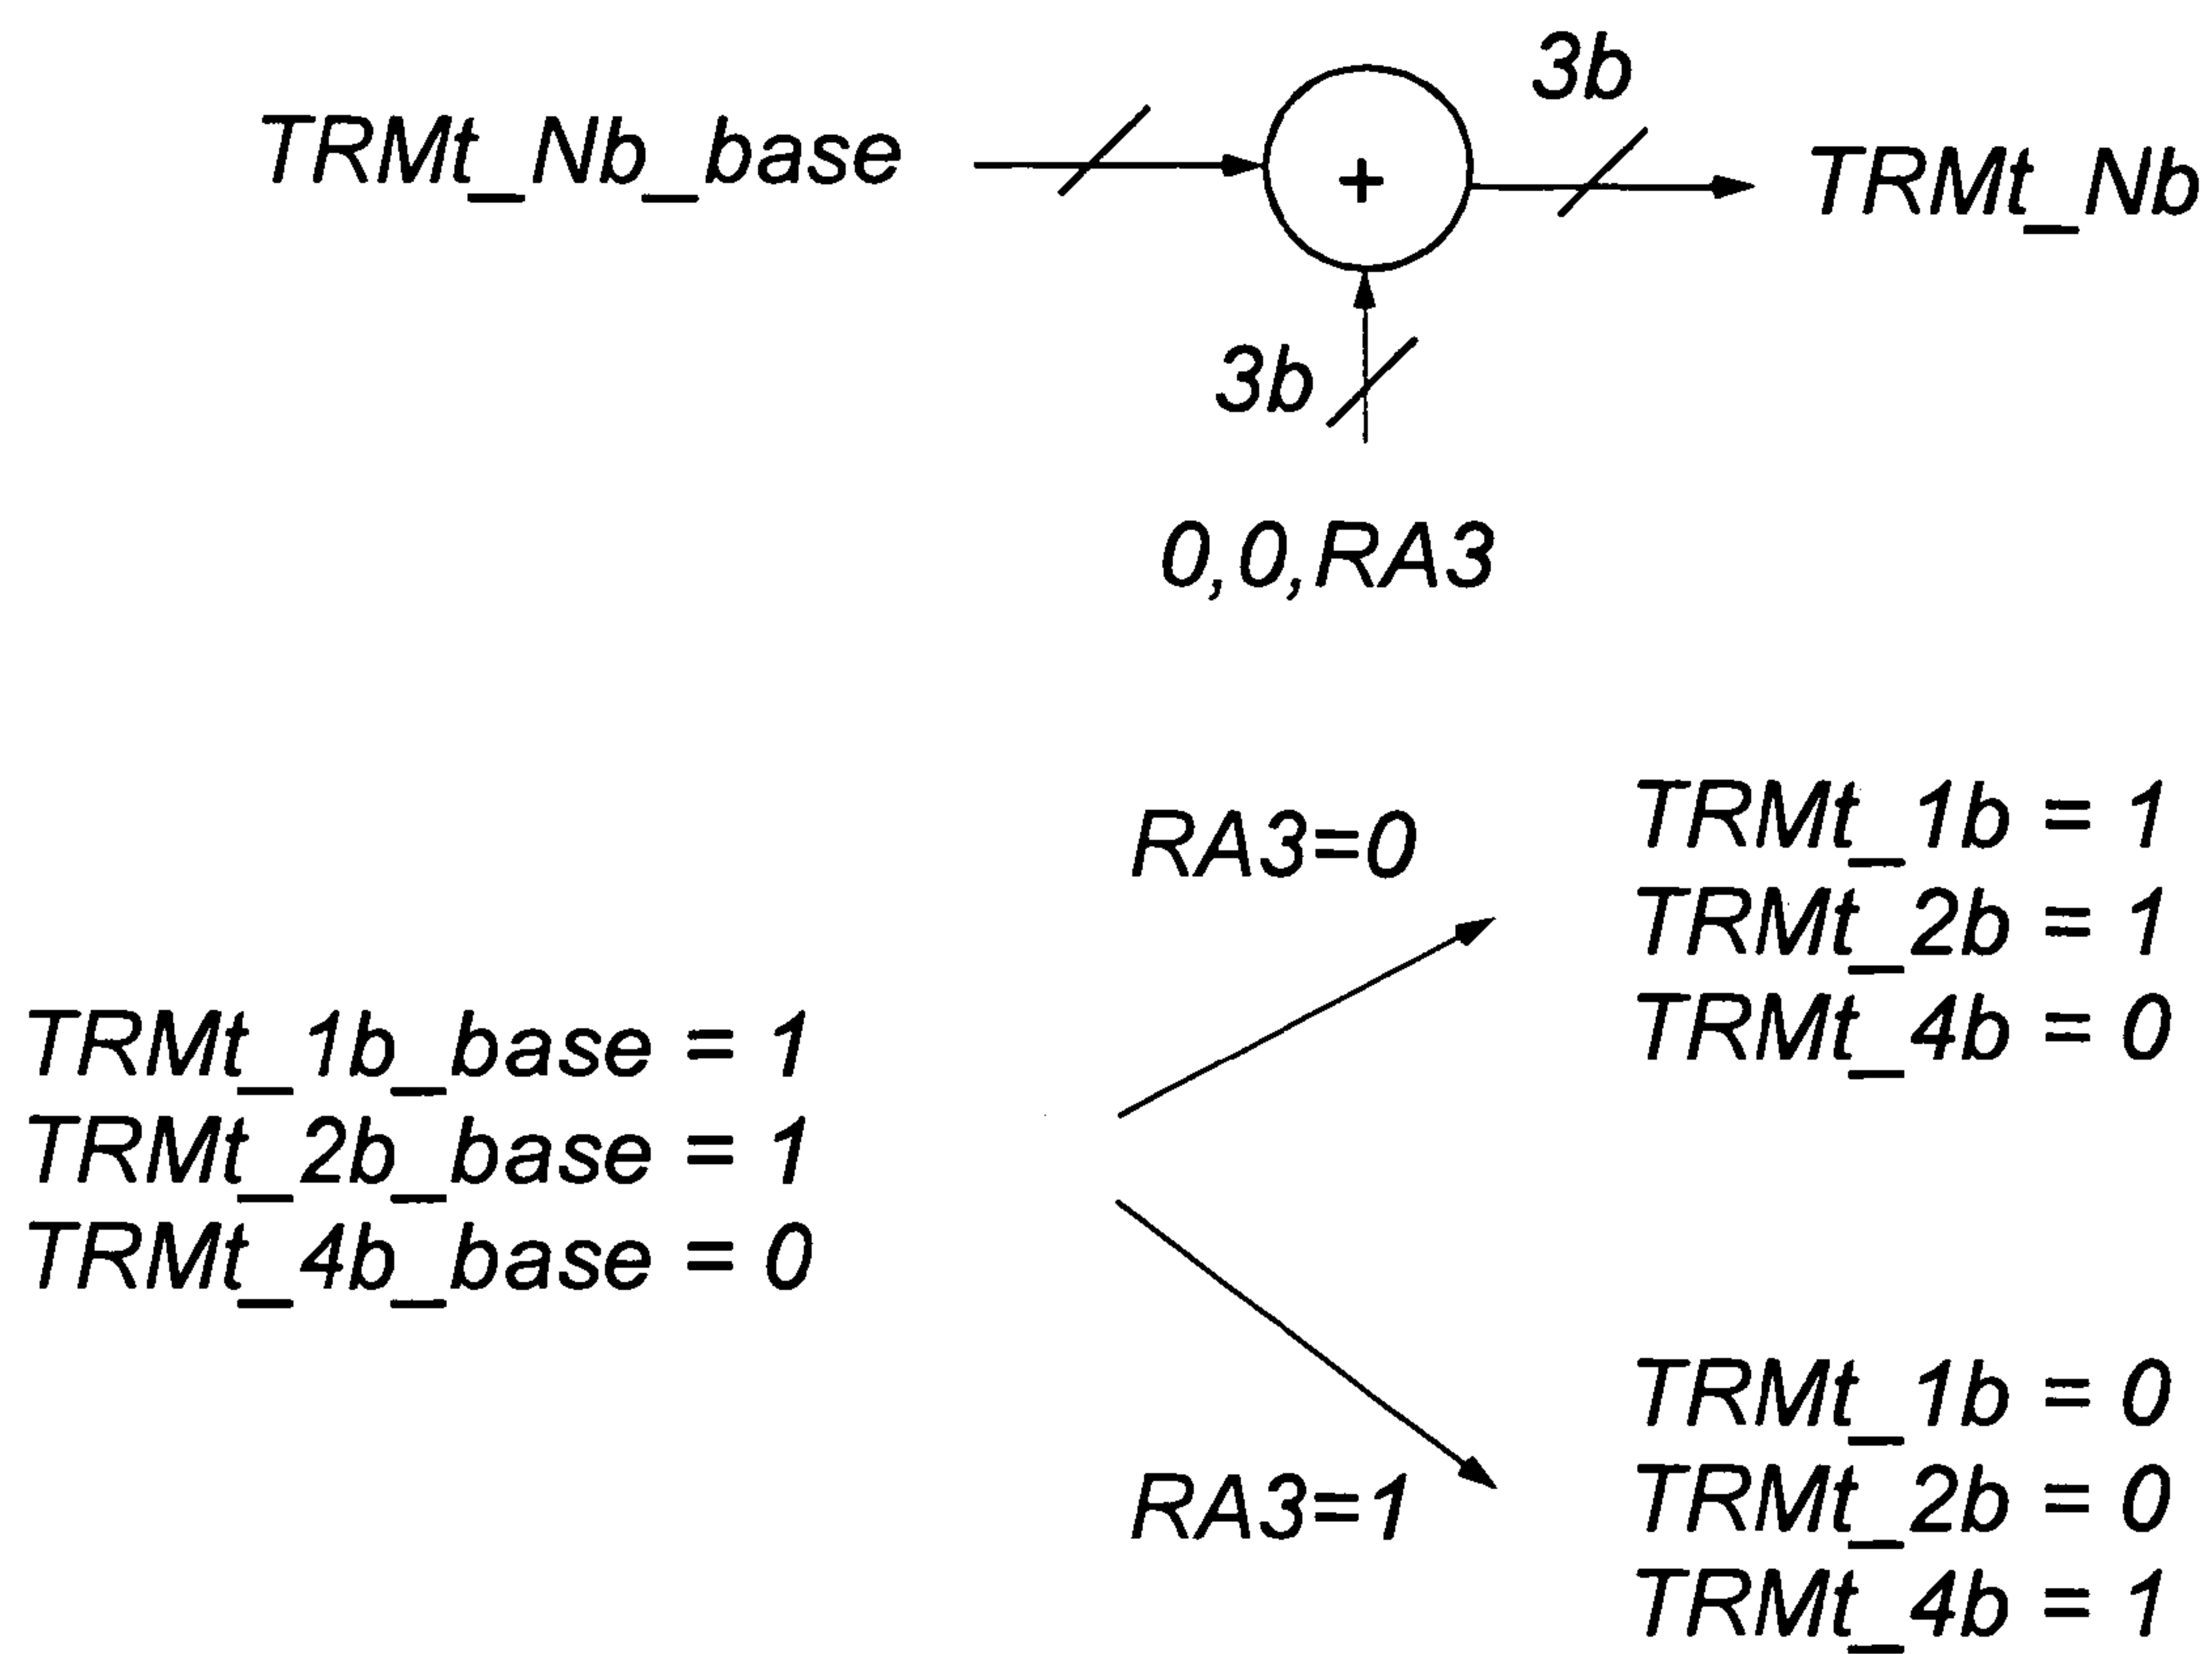 3b
TRMt_Nb_base
+
TRMt_Nb
3b
0,0,RA3
RA3=0
TRMt_1b = 1
TRMt_2b = 1
TRMt_4b = 0
TRMt_1b_base = 1
TRMt_2b_base = 1
TRMt_4b_base = 0
RA3=1
TRMt_1b = 0
TRMt_2b = 0
TRMt_4b = 1